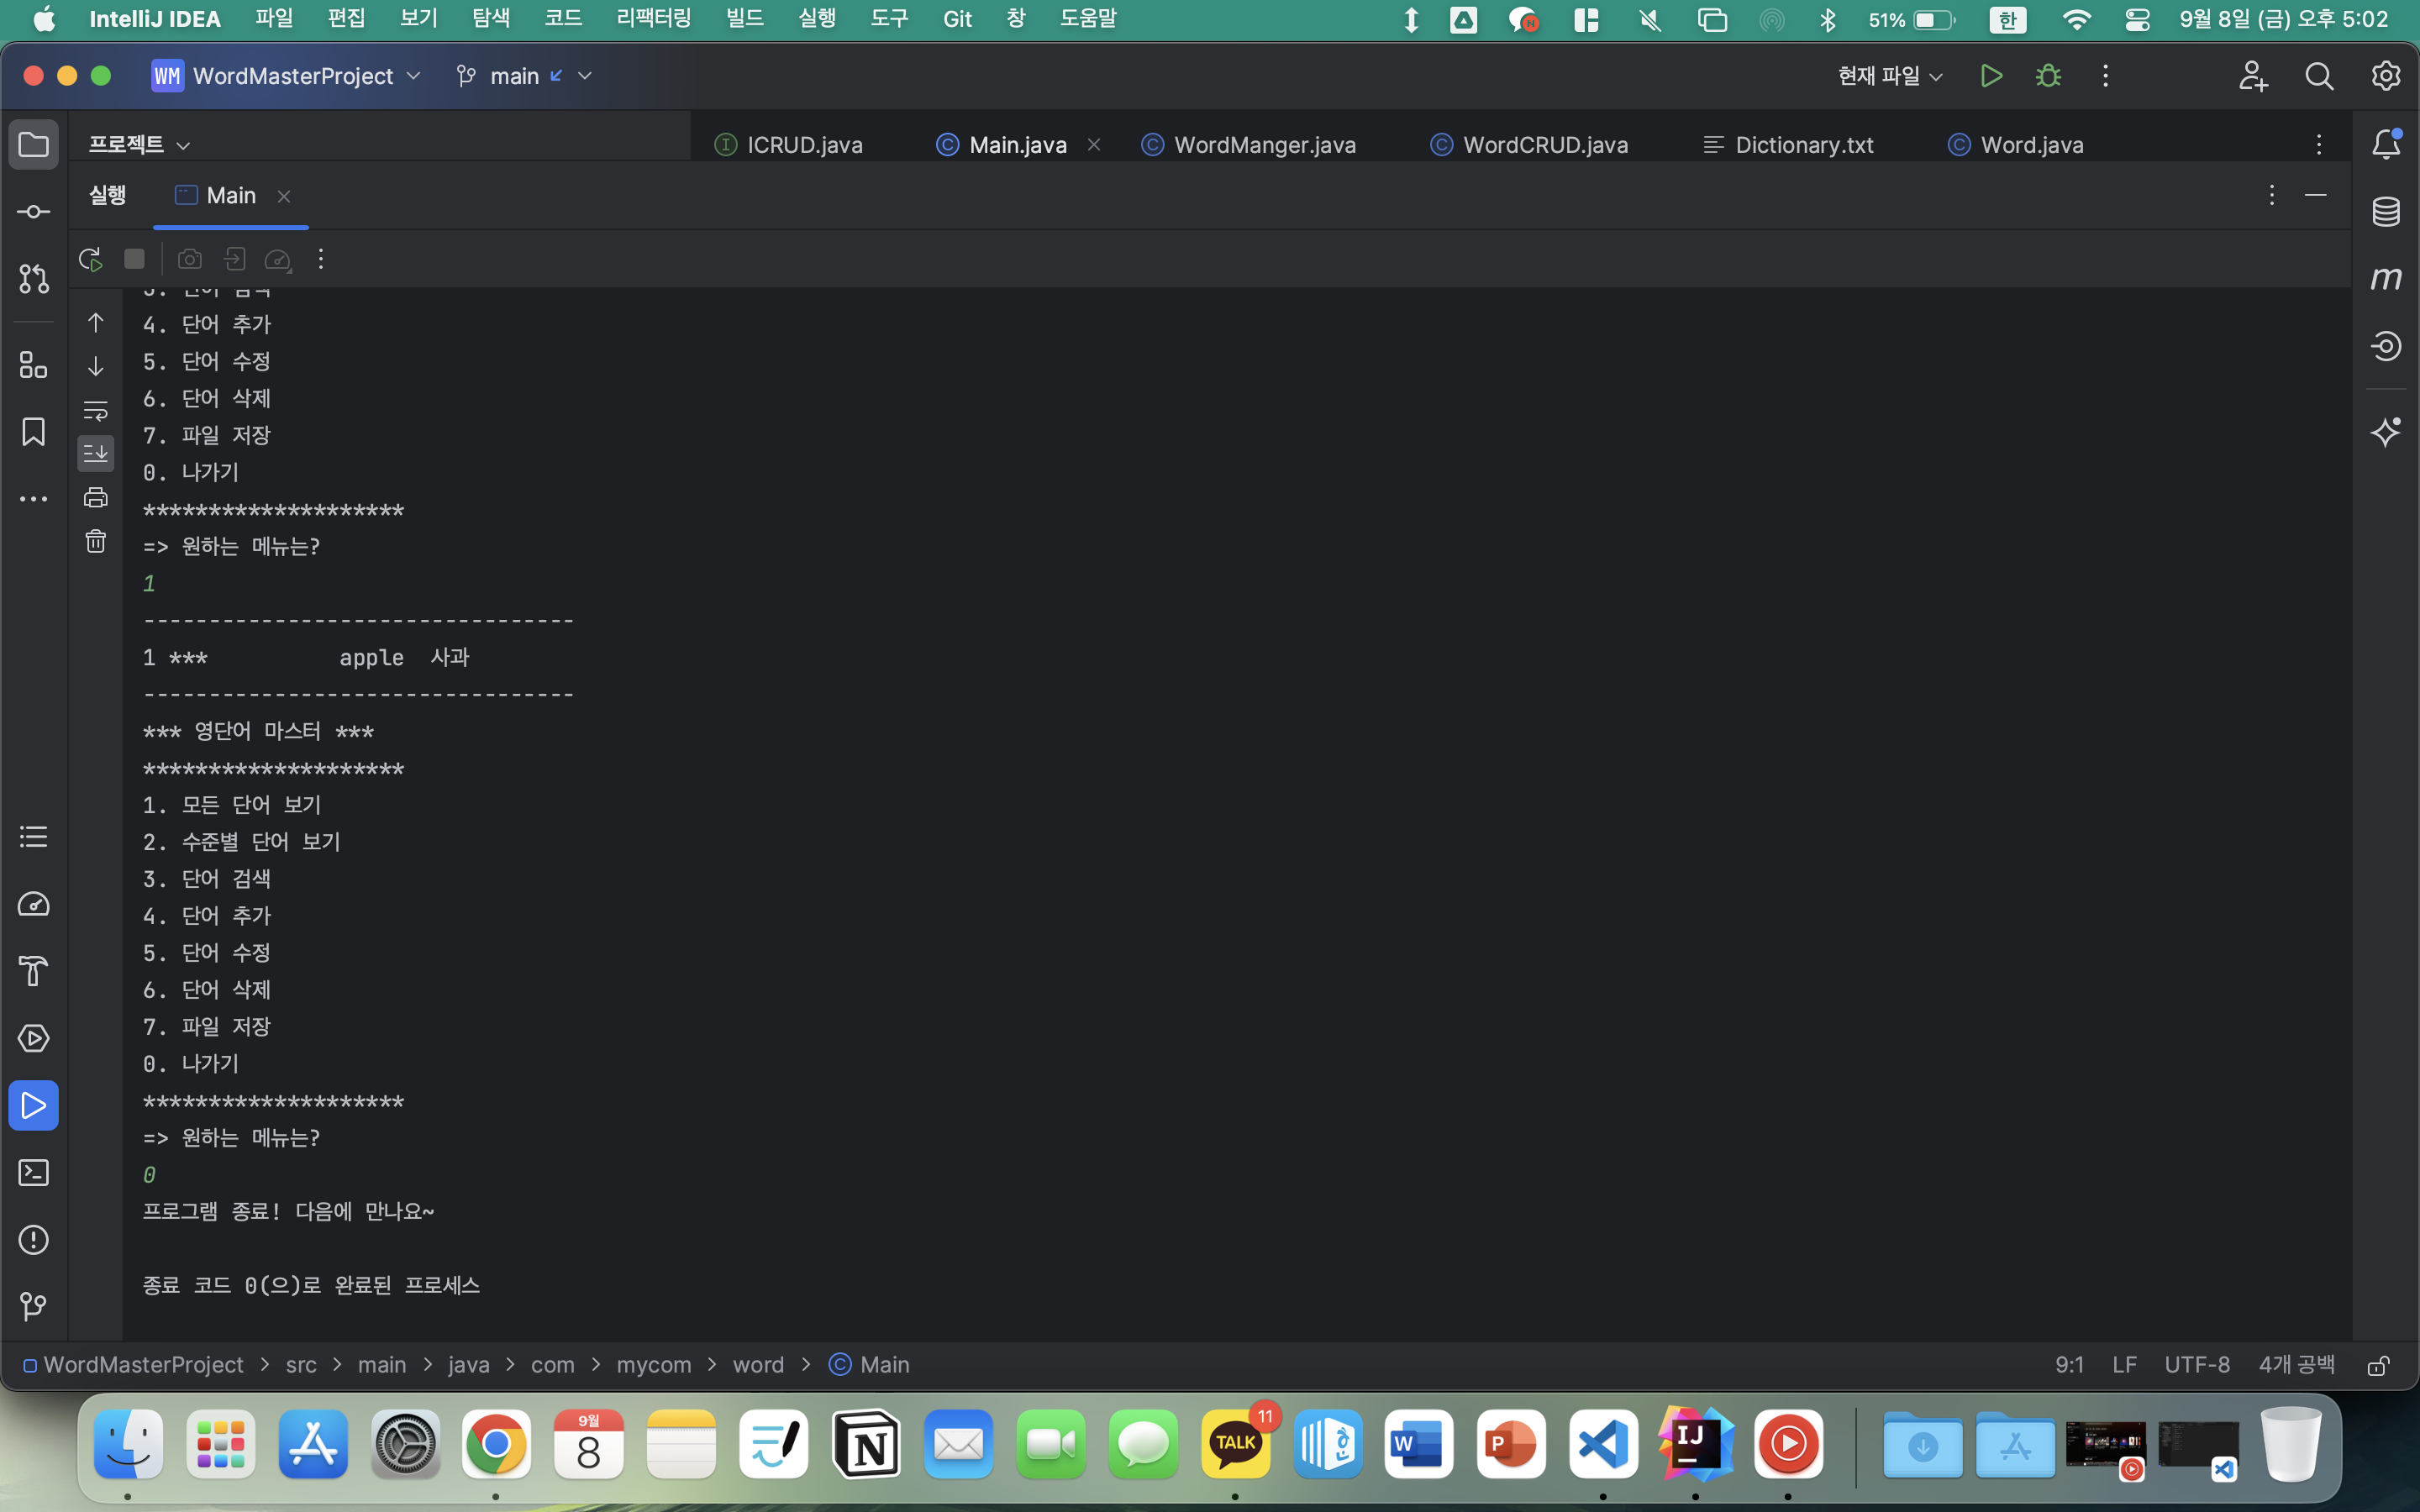 IntelliJ IDEA 파일 편집 보기 탐색 코드 리팩터링 빌드 실행 도구 Git 창 도움말 51% 한 9월 8일 (금) 오후 5:02
WM WordMasterProject main 현재 파일
프로젝트 ICRUD.java Main.java WordManger.java WordCRUD.java Dictionary.txt Word.java
실행 Main
3. 단어 검색
4. 단어 추가
5. 단어 수정
6. 단어 삭제
7. 파일 저장
0. 나가기
********************
=> 원하는 메뉴는?
1
---------------------------------
1 *** apple 사과
---------------------------------
*** 영단어 마스터 ***
********************
1. 모든 단어 보기
2. 수준별 단어 보기
3. 단어 검색
4. 단어 추가
5. 단어 수정
6. 단어 삭제
7. 파일 저장
0. 나가기
********************
=> 원하는 메뉴는?
0
프로그램 종료! 다음에 만나요~
종료 코드 0(으)로 완료된 프로세스
WordMasterProject > src > main > java > com > mycom > word > Main 9:1 LF UTF-8 4개 공백
9월
8
N
TALK
11
W
P
IJ